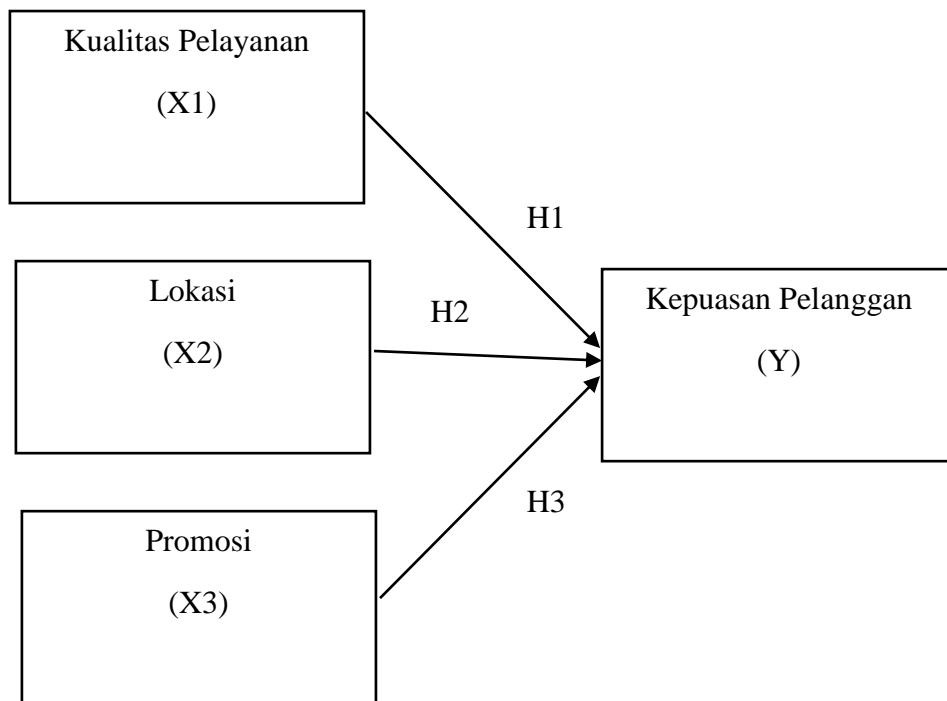 Kualitas Pelayanan
(X1)
H1
Lokasi
(X2)
H2
Kepuasan Pelanggan
(Y)
H3
Promosi
(X3)